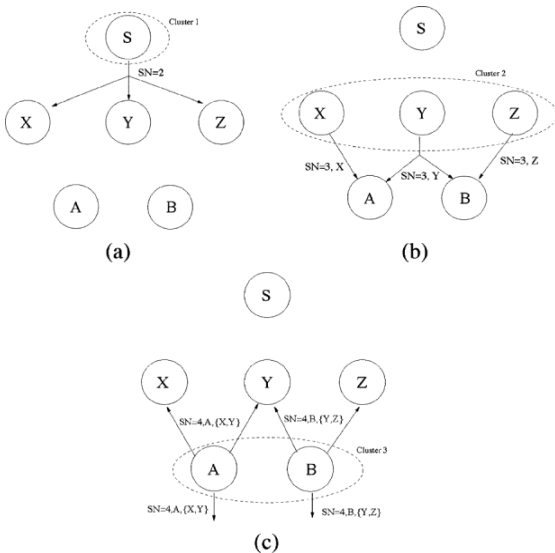 S
Cluster 1
SN=2
X
Y
Z
A
B
(a)
S
Cluster 2
X
Y
Z
SN=3, X
SN=3, Y
SN=3, Z
A
B
(b)
S
X
Y
Z
SN=4,A,{X,Y}
SN=4,B,{Y,Z}
A
B
Cluster 3
SN=4,A,{X,Y}
SN=4,B,{Y,Z}
(c)